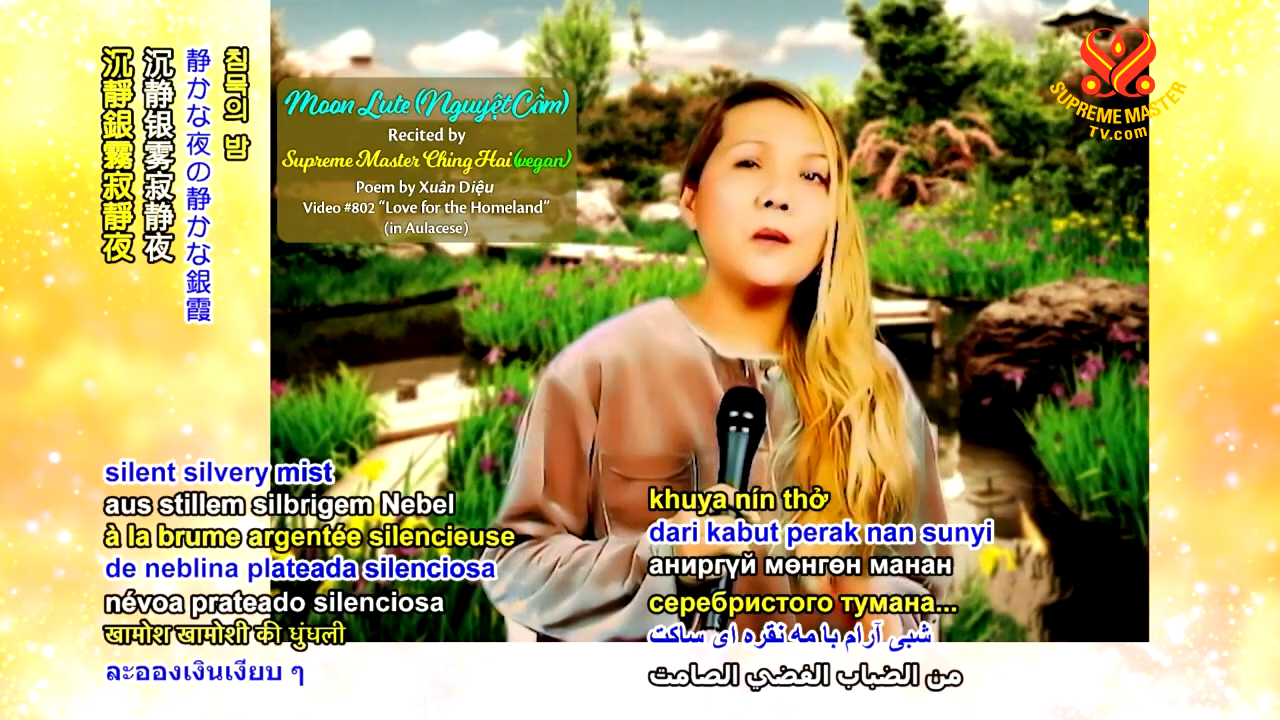 침묵의 밤
静かな夜の静かな銀霞
沉静银雾寂静夜
沉靜銀霧寂靜夜
Moon Lute (Nguyệt Cầm)
Recited by
Supreme Master Ching Hai (vegan)
Poem by Xuân Diệu
Video #802 “Love for the Homeland”
(in Aulacese)
SUPREME MASTER
TV.com
silent silvery mist
aus stillem silbrigem Nebel
à la brume argentée silencieuse
de neblina plateada silenciosa
névoa prateado silenciosa
खामोश खामोशी की धुंधली
ละอองเงินเงียบ ๆ
khuya nín thở
dari kabut perak nan sunyi
аниргүй мөнгөн манан
серебристого тумана...
شبی آرام با مه نقره ای ساکت
من الضباب الفضي الصامت